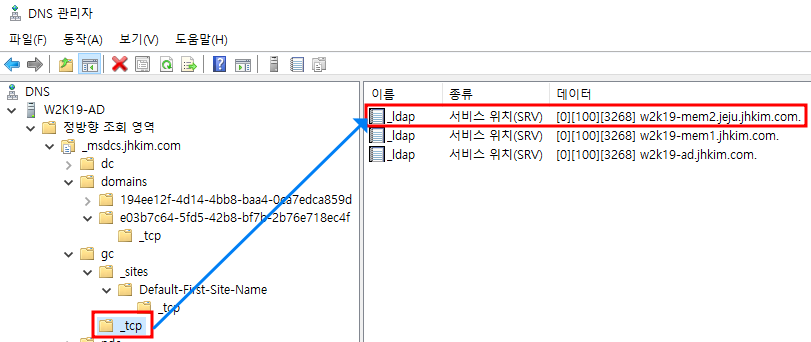 DNS 관리자
파일(F) 동작(A) 보기(V) 도움말(H)
DNS
W2K19-AD
정방향 조회 영역
_msdcs.jhkim.com
dc
domains
194ee12f-4d14-4bb8-baa4-0ca7edca859d
e03b7c64-5fd5-42b8-bf7b-2b76e718ec4f
_tcp
gc
_sites
Default-First-Site-Name
_tcp
_tcp
이름 종류 데이터
_ldap 서비스 위치(SRV) [0][100][3268] w2k19-mem2.jeju.jhkim.com.
_ldap 서비스 위치(SRV) [0][100][3268] w2k19-mem1.jhkim.com.
_ldap 서비스 위치(SRV) [0][100][3268] w2k19-ad.jhkim.com.